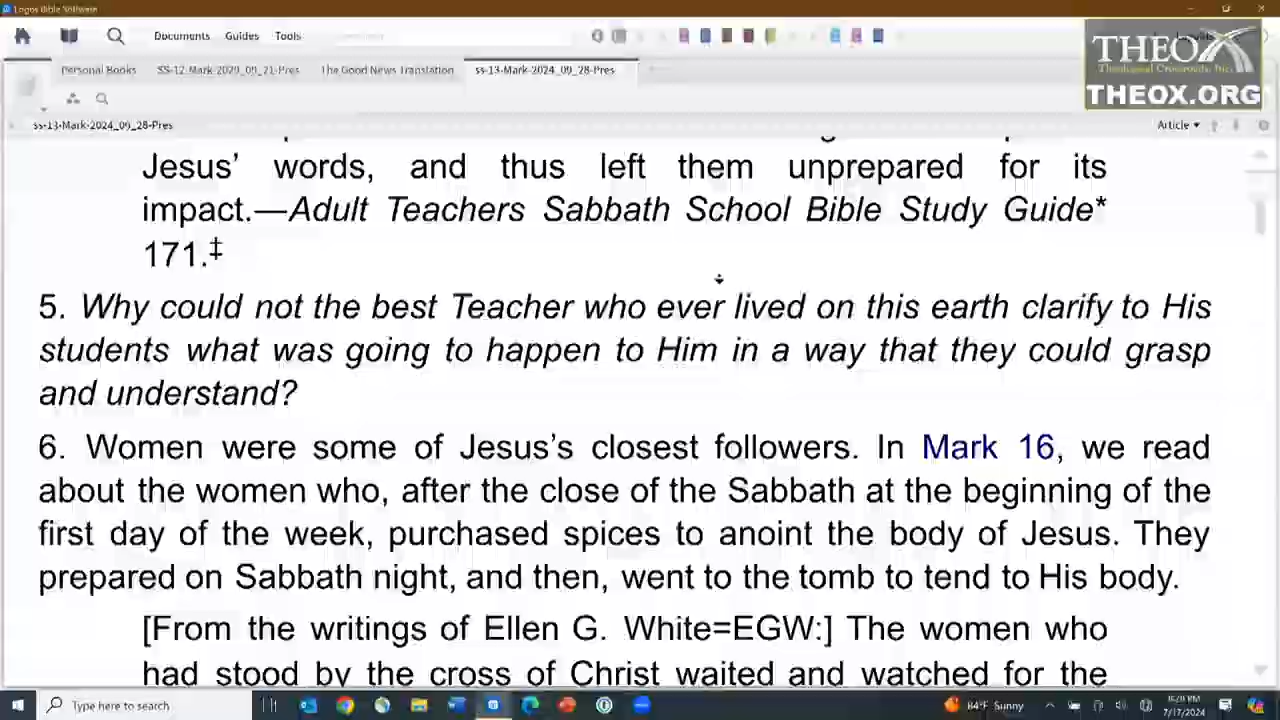 Logos Bible Software
Documents Guides Tools
THEOX
Theological Crossroads, Inc.
THEOX.ORG
Personal Books
SS-12-Mark-2020_09_21-Pres
The Good News Transla
ss-13-Mark-2024_09_28-Pres
ss-13-Mark-2024_09_28-Pres
Article
Jesus’ words, and thus left them unprepared for its
impact.—Adult Teachers Sabbath School Bible Study Guide*
171.‡
5. Why could not the best Teacher who ever lived on this earth clarify to His
students what was going to happen to Him in a way that they could grasp
and understand?
6. Women were some of Jesus’s closest followers. In Mark 16, we read
about the women who, after the close of the Sabbath at the beginning of the
first day of the week, purchased spices to anoint the body of Jesus. They
prepared on Sabbath night, and then, went to the tomb to tend to His body.
[From the writings of Ellen G. White=EGW:] The women who
had stood by the cross of Christ waited and watched for the
Type here to search
84°F Sunny
7/17/2024